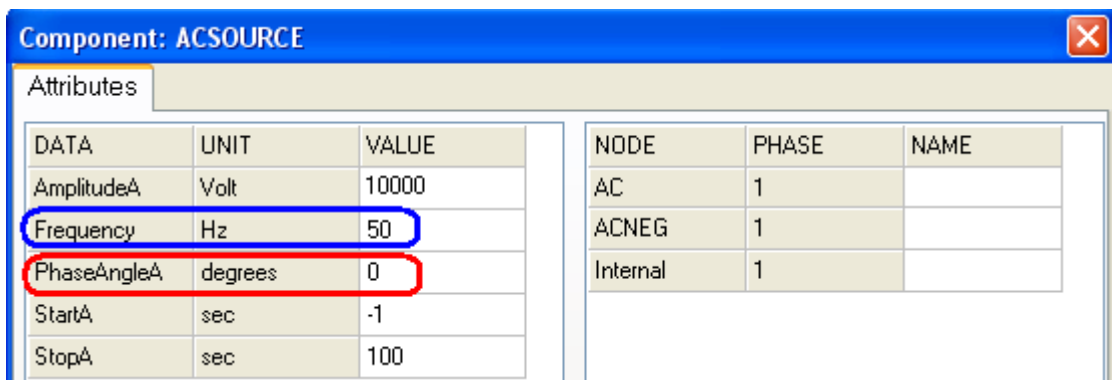 Component: ACSOURCE
Attributes
DATA UNIT VALUE
AmplitudeA Volt 10000
Frequency Hz 50
PhaseAngleA degrees 0
StartA sec -1
StopA sec 100
NODE PHASE NAME
AC 1
ACNEG 1
Internal 1